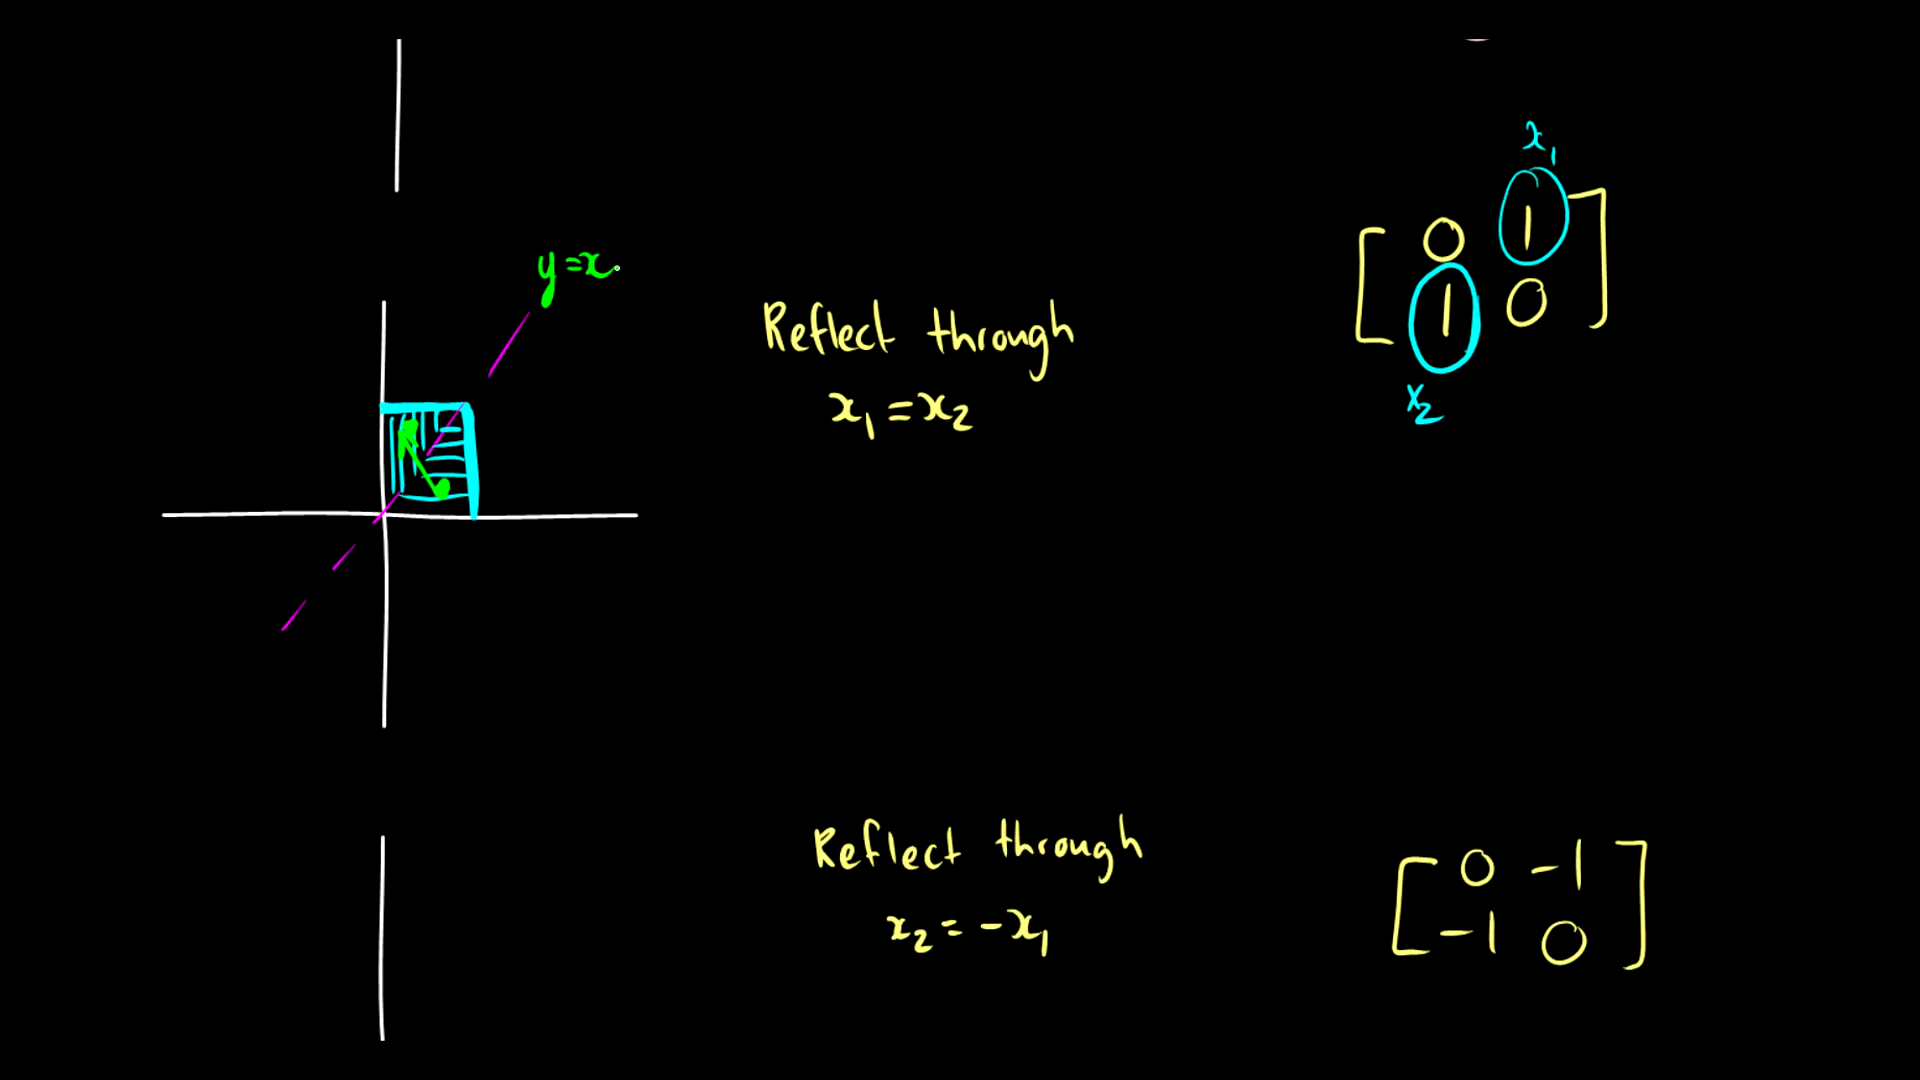 y=x
Reflect through
x₁=x₂
x₁
[0 1
1 0]
x₂
Reflect through
x₂=-x₁
[0 -1
-1 0]